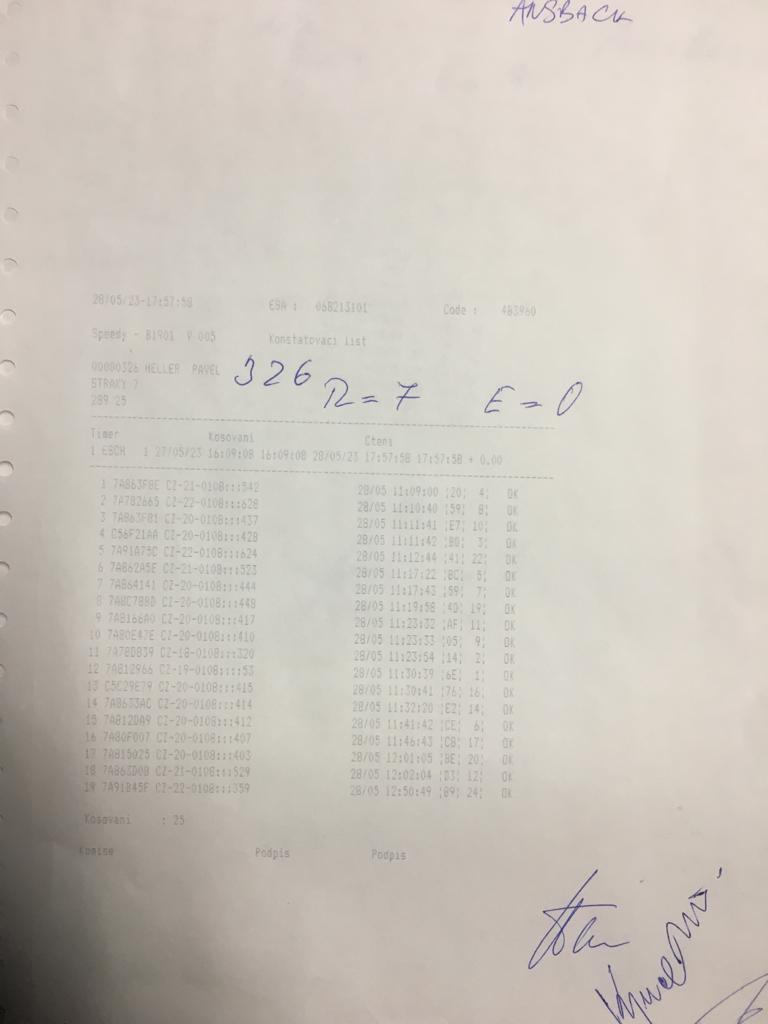 ANSBACK
28/05/23-17:57:58 ESA : 068213101 Code : 483960
Speedy - B1901 V 005 Konstatovaci list
00000326 HELLER PAVEL 326
STRAKY 7 R=7 E=0
289 25
Timer Kosovani Cteni
1 EBCH 1 27/05/23 16:09:08 16:09:08 28/05/23 17:57:58 17:57:58 + 0.00
1 7A863F8E CZ-21-0108:::542 28/05 11:09:00 ¦20¦ 4¦ OK
2 7A782665 CZ-22-0108:::628 28/05 11:10:40 ¦59¦ 8¦ OK
3 7A863F81 CZ-20-0108:::437 28/05 11:11:41 ¦E7¦ 10¦ OK
4 C56F21AA CZ-20-0108:::428 28/05 11:11:42 ¦B0¦ 3¦ OK
5 7A91A75C CZ-22-0108:::624 28/05 11:12:44 ¦41¦ 22¦ OK
6 7A862A5E CZ-21-0108:::523 28/05 11:17:22 ¦BC¦ 5¦ OK
7 7A864141 CZ-20-0108:::444 28/05 11:17:43 ¦59¦ 7¦ OK
8 7A8C788D CZ-20-0108:::448 28/05 11:19:58 ¦4D¦ 19¦ OK
9 7A8166A0 CZ-20-0108:::417 28/05 11:23:32 ¦AF¦ 11¦ OK
10 7A80E47E CZ-20-0108:::410 28/05 11:23:33 ¦05¦ 9¦ OK
11 7A78D839 CZ-18-0108:::320 28/05 11:23:54 ¦14¦ 2¦ OK
12 7A812966 CZ-19-0108::::53 28/05 11:30:39 ¦6E¦ 1¦ OK
13 C5C29E79 CZ-20-0108:::415 28/05 11:30:41 ¦76¦ 16¦ OK
14 7A8633AC CZ-20-0108:::414 28/05 11:32:20 ¦E2¦ 14¦ OK
15 7A812DA9 CZ-20-0108:::412 28/05 11:41:42 ¦CE¦ 6¦ OK
16 7A80F007 CZ-20-0108:::407 28/05 11:46:43 ¦CB¦ 17¦ OK
17 7A815025 CZ-20-0108:::403 28/05 12:01:05 ¦BE¦ 20¦ OK
18 7A863D0B CZ-21-0108:::529 28/05 12:02:04 ¦D3¦ 12¦ OK
19 7A91B45F CZ-22-0108:::359 28/05 12:50:49 ¦89¦ 24¦ OK
Kosovani : 25
Komise Podpis Podpis